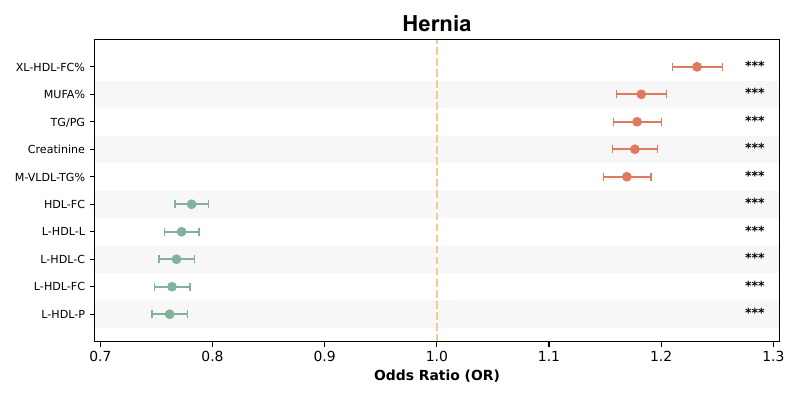 Hernia
XL-HDL-FC% ***
MUFA% ***
TG/PG ***
Creatinine ***
M-VLDL-TG% ***
HDL-FC ***
L-HDL-L ***
L-HDL-C ***
L-HDL-FC ***
L-HDL-P ***
0.7 0.8 0.9 1.0 1.1 1.2 1.3
Odds Ratio (OR)